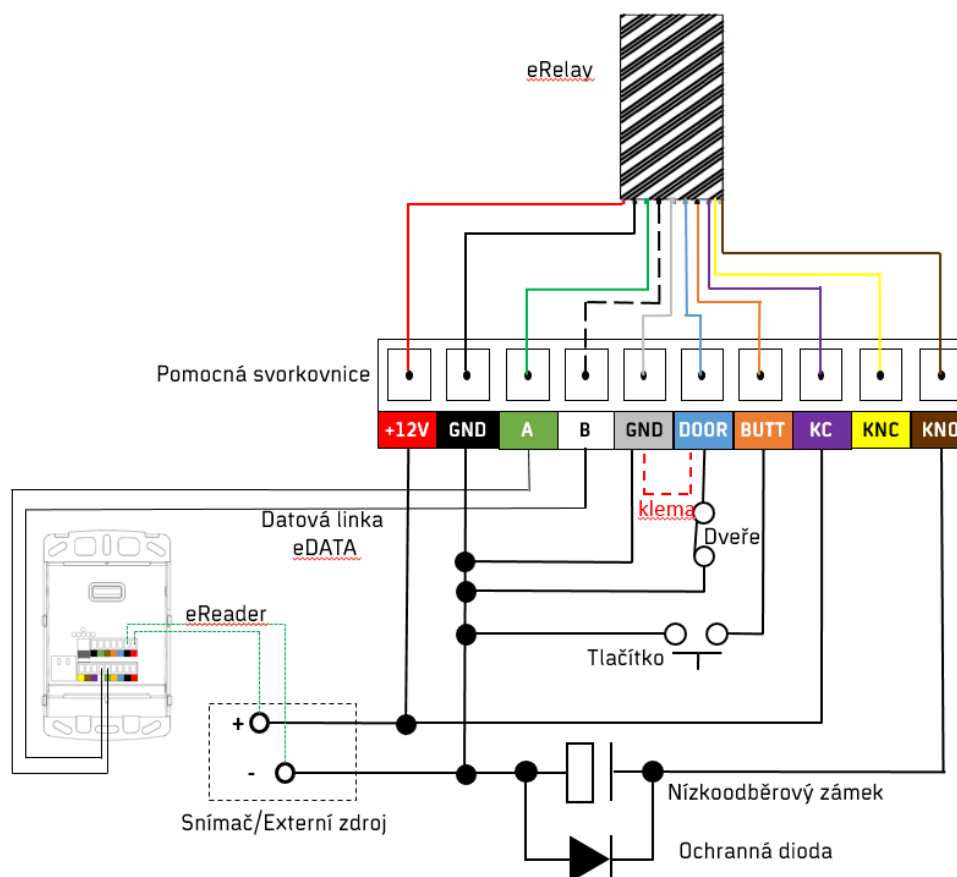 eRelay
Pomocná svorkovnice
+12V GND A B GND DOOR BUTT KC KNC KNO
klema
Datová linka
eDATA
Dveře
eReader
Tlačítko
+
-
Nízkoodběrový zámek
Snímač/Externí zdroj
Ochranná dioda